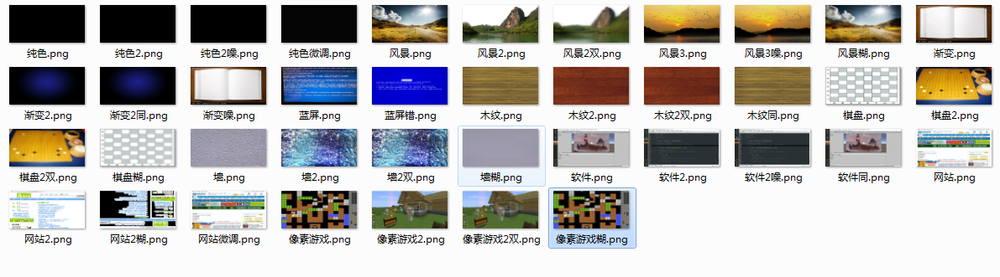 纯色.png 纯色2.png 纯色2噪.png 纯色微调.png 风景.png 风景2.png 风景2双.png 风景3.png 风景3噪.png 风景糊.png 渐变.png
渐变2.png 渐变2同.png 渐变噪.png 蓝屏.png 蓝屏错.png 木纹.png 木纹2.png 木纹2双.png 木纹同.png 棋盘.png 棋盘2.png
棋盘2双.png 棋盘糊.png 墙.png 墙2.png 墙2双.png 墙糊.png 软件.png 软件2.png 软件2噪.png 软件同.png 网站.png
网站2.png 网站2糊.png 网站微调.png 像素游戏.png 像素游戏2.png 像素游戏2双.png 像素游戏糊.png